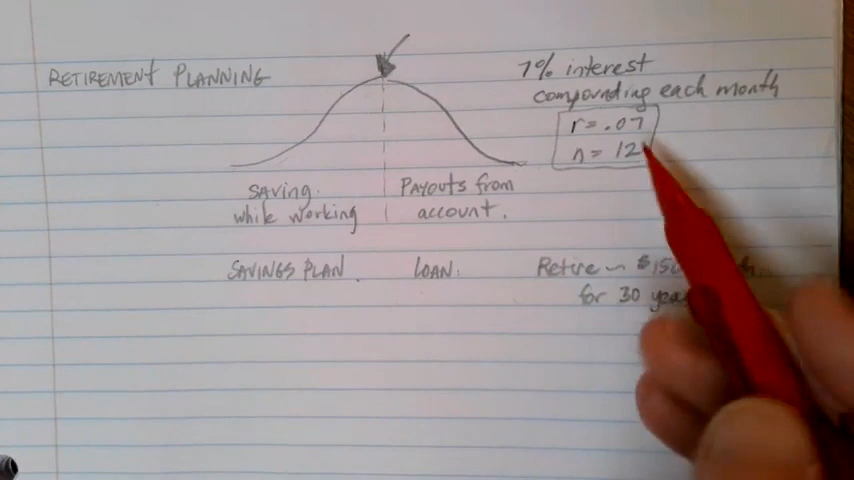 RETIREMENT PLANNING
7% interest
compounding each month
r = .07
n = 12
SAVING
while working
PAYOUTS from
account.
SAVINGS PLAN
LOAN:
Retire
for 30